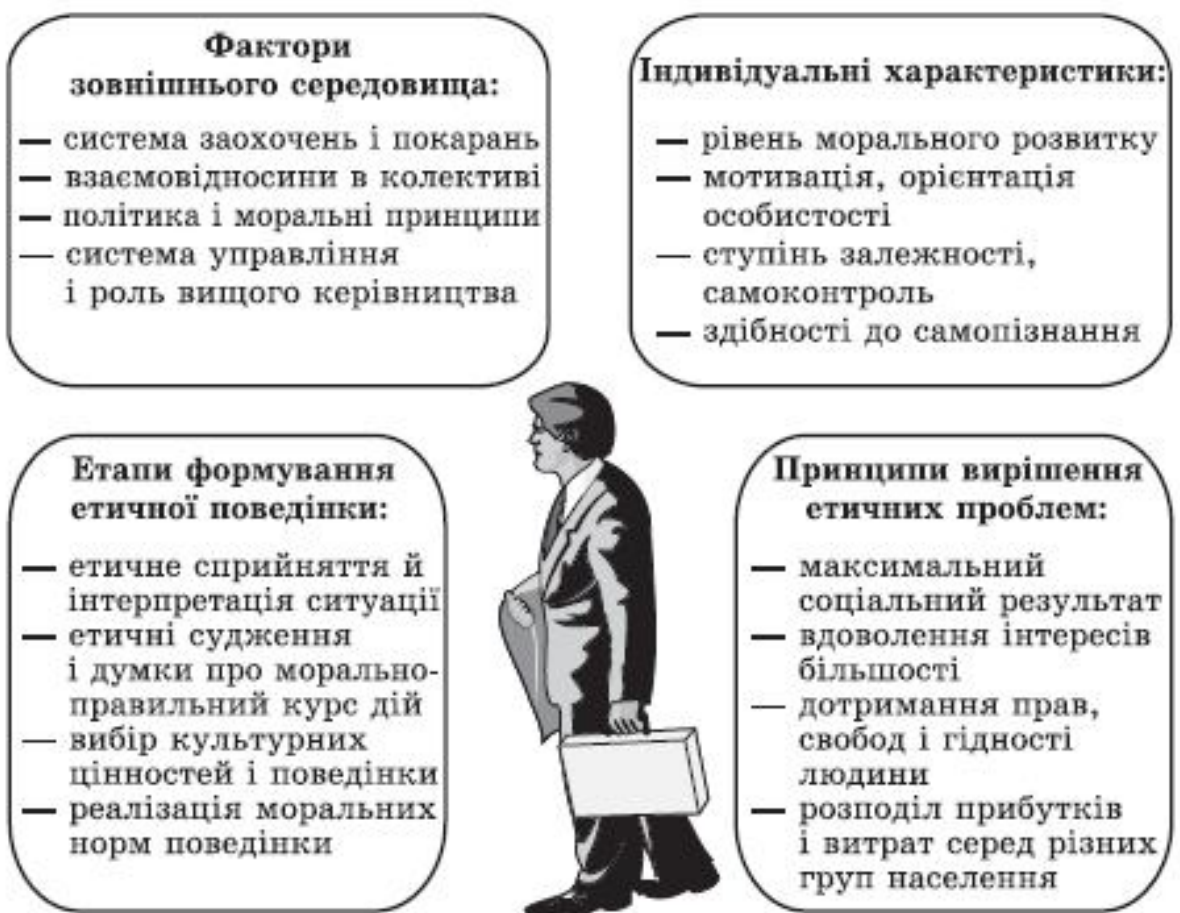 Фактори
зовнішнього середовища:
— система заохочень і покарань
— взаємовідносини в колективі
— політика і моральні принципи
— система управління
і роль вищого керівництва
Індивідуальні характеристики:
— рівень морального розвитку
— мотивація, орієнтація
особистості
— ступінь залежності,
самоконтроль
— здібності до самопізнання
Етапи формування
етичної поведінки:
— етичне сприйняття й
інтерпретація ситуації
— етичні судження
і думки про морально-
правильний курс дій
— вибір культурних
цінностей і поведінки
— реалізація моральних
норм поведінки
Принципи вирішення
етичних проблем:
— максимальний
соціальний результат
— вдоволення інтересів
більшості
— дотримання прав,
свобод і гідності
людини
— розподіл прибутків
і витрат серед різних
груп населення